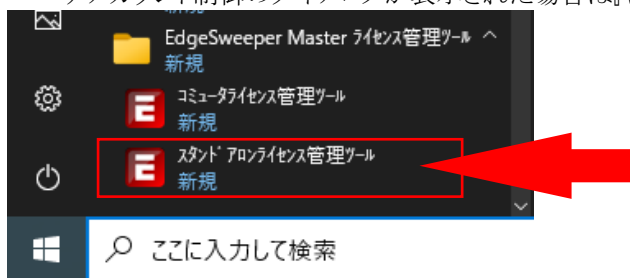 EdgeSweeper Master ライセンス管理ツール
新規
コミュータライセンス管理ツール
新規
スタンドアロンライセンス管理ツール
新規
ここに入力して検索